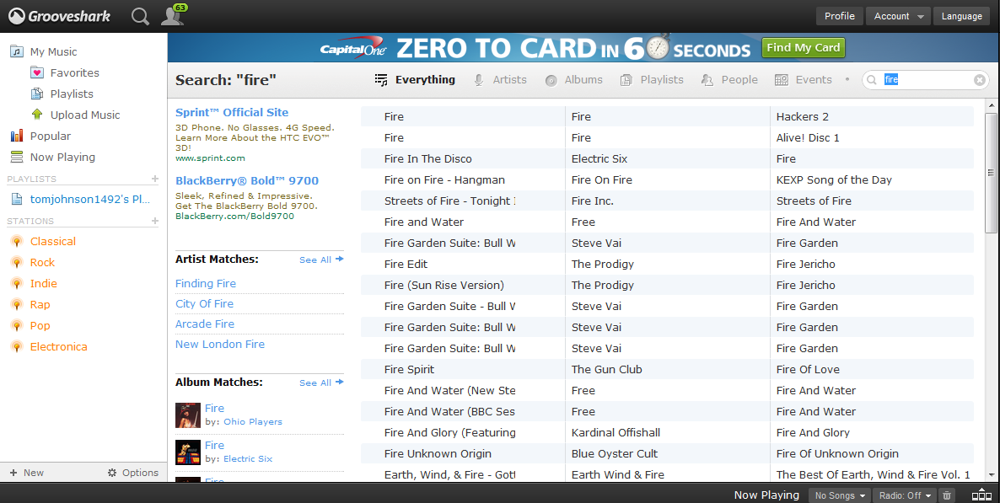 Grooveshark
63
Profile
Account
Language
My Music
Favorites
Playlists
Upload Music
Popular
Now Playing
PLAYLISTS +
tomjohnson1492's Pl...
STATIONS +
Classical
Rock
Indie
Rap
Pop
Electronica
+ New
Options
Capital One ZERO TO CARD IN 60 SECONDS Find My Card
Search: "fire"
Everything
Artists
Albums
Playlists
People
Events
fire
Sprint™ Official Site
3D Phone. No Glasses. 4G Speed.
Learn More About the HTC EVO™
3D!
www.sprint.com
BlackBerry® Bold™ 9700
Sleek, Refined & Impressive.
Get The BlackBerry Bold 9700.
BlackBerry.com/Bold9700
Artist Matches: See All
Finding Fire
City Of Fire
Arcade Fire
New London Fire
Album Matches: See All
Fire
by: Ohio Players
Fire
by: Electric Six
Fire
Fire Fire Hackers 2
Fire Fire Alive! Disc 1
Fire In The Disco Electric Six Fire
Fire on Fire - Hangman Fire On Fire KEXP Song of the Day
Streets of Fire - Tonight Fire Inc. Streets of Fire
Fire and Water Free Fire And Water
Fire Garden Suite: Bull W Steve Vai Fire Garden
Fire Edit The Prodigy Fire Jericho
Fire (Sun Rise Version) The Prodigy Fire Jericho
Fire Garden Suite - Bull W Steve Vai Fire Garden
Fire Garden Suite: Bull W Steve Vai Fire Garden
Fire Garden Suite: Bull W Steve Vai Fire Garden
Fire Spirit The Gun Club Fire Of Love
Fire And Water (New Ste Free Fire And Water
Fire And Water (BBC Ses Free Fire And Water
Fire And Glory (Featuring Kardinal Offishall Fire And Glory
Fire Unknown Origin Blue Oyster Cult Fire Of Unknown Origin
Earth, Wind, & Fire - Gott Earth Wind & Fire The Best Of Earth, Wind & Fire Vol. 1
Now Playing
No Songs
Radio: Off